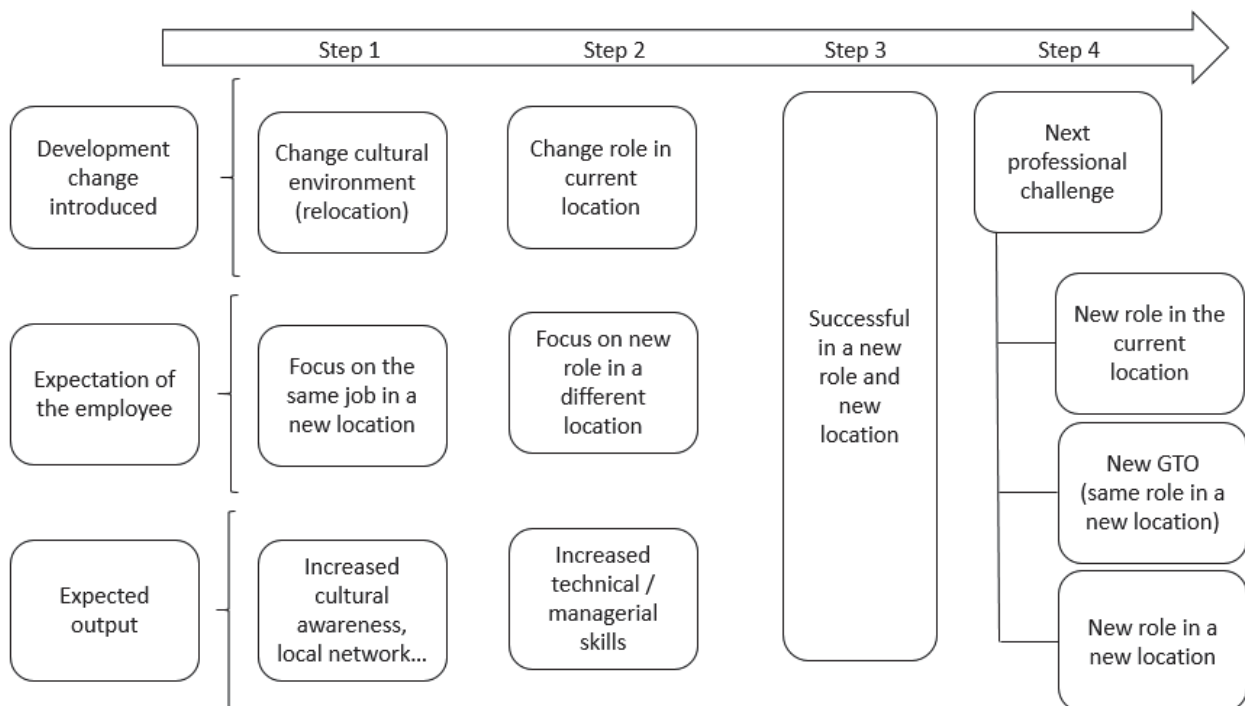 Step 1
Step 2
Step 3
Step 4
Development
change
introduced
Change cultural
environment
(relocation)
Change role in
current
location
Next
professional
challenge
Expectation of
the employee
Focus on the
same job in a
new location
Focus on new
role in a
different
location
Successful
in a new
role and
new
location
New role in the
current
location
New GTO
(same role in a
new location)
Expected
output
Increased
cultural
awareness,
local network...
Increased
technical /
managerial
skills
New role in a
new location